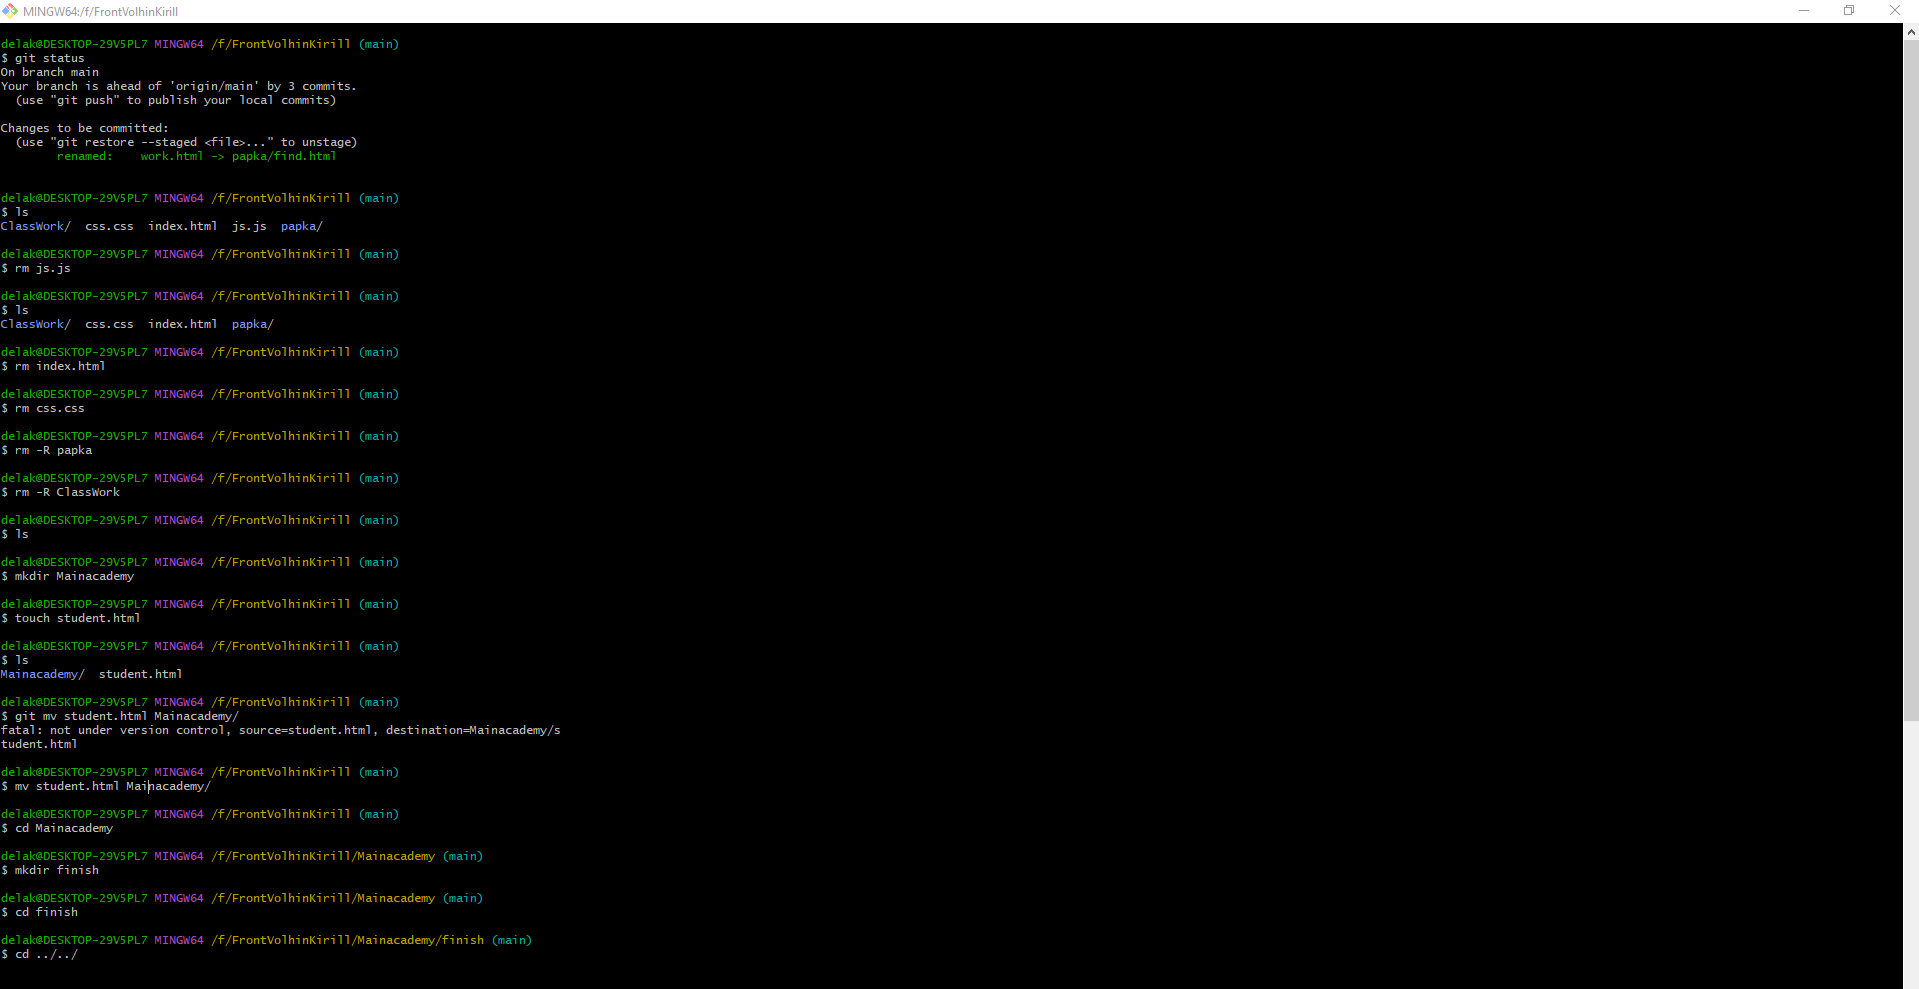 MINGW64:/f/FrontVolhinKirill
delak@DESKTOP-29V5PL7 MINGW64 /f/FrontVolhinKirill (main)
$ git status
On branch main
Your branch is ahead of 'origin/main' by 3 commits.
  (use "git push" to publish your local commits)
Changes to be committed:
  (use "git restore --staged <file>..." to unstage)
        renamed:    work.html -> papka/find.html
delak@DESKTOP-29V5PL7 MINGW64 /f/FrontVolhinKirill (main)
$ ls
ClassWork/  css.css  index.html  js.js  papka/
delak@DESKTOP-29V5PL7 MINGW64 /f/FrontVolhinKirill (main)
$ rm js.js
delak@DESKTOP-29V5PL7 MINGW64 /f/FrontVolhinKirill (main)
$ ls
ClassWork/  css.css  index.html  papka/
delak@DESKTOP-29V5PL7 MINGW64 /f/FrontVolhinKirill (main)
$ rm index.html
delak@DESKTOP-29V5PL7 MINGW64 /f/FrontVolhinKirill (main)
$ rm css.css
delak@DESKTOP-29V5PL7 MINGW64 /f/FrontVolhinKirill (main)
$ rm -R papka
delak@DESKTOP-29V5PL7 MINGW64 /f/FrontVolhinKirill (main)
$ rm -R ClassWork
delak@DESKTOP-29V5PL7 MINGW64 /f/FrontVolhinKirill (main)
$ ls
delak@DESKTOP-29V5PL7 MINGW64 /f/FrontVolhinKirill (main)
$ mkdir Mainacademy
delak@DESKTOP-29V5PL7 MINGW64 /f/FrontVolhinKirill (main)
$ touch student.html
delak@DESKTOP-29V5PL7 MINGW64 /f/FrontVolhinKirill (main)
$ ls
Mainacademy/  student.html
delak@DESKTOP-29V5PL7 MINGW64 /f/FrontVolhinKirill (main)
$ git mv student.html Mainacademy/
fatal: not under version control, source=student.html, destination=Mainacademy/s
tudent.html
delak@DESKTOP-29V5PL7 MINGW64 /f/FrontVolhinKirill (main)
$ mv student.html Mainacademy/
delak@DESKTOP-29V5PL7 MINGW64 /f/FrontVolhinKirill (main)
$ cd Mainacademy
delak@DESKTOP-29V5PL7 MINGW64 /f/FrontVolhinKirill/Mainacademy (main)
$ mkdir finish
delak@DESKTOP-29V5PL7 MINGW64 /f/FrontVolhinKirill/Mainacademy (main)
$ cd finish
delak@DESKTOP-29V5PL7 MINGW64 /f/FrontVolhinKirill/Mainacademy/finish (main)
$ cd ../../